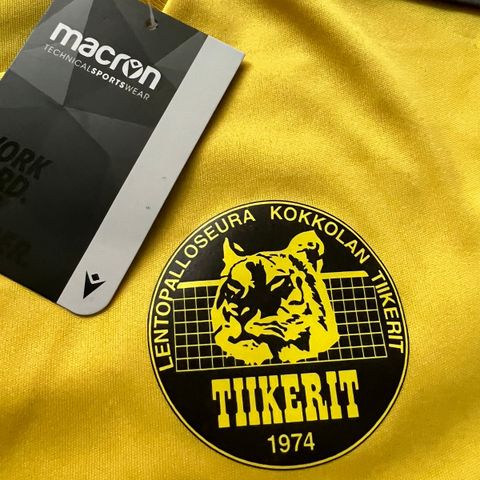 macron
TECHNICALSPORTSWEAR
LENTOPALLOSEURA KOKKOLAN TIIKERIT
TIIKERIT
1974